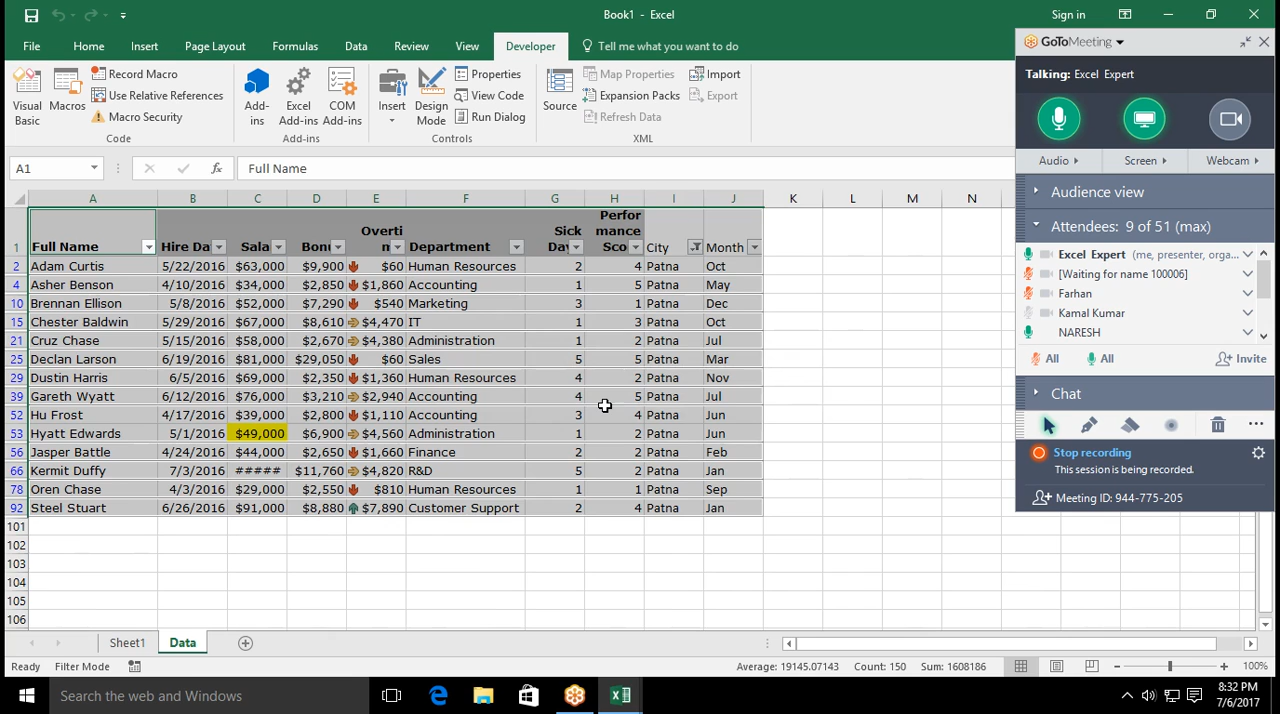 Book1 - Excel
Sign in
File Home Insert Page Layout Formulas Data Review View Developer Tell me what you want to do
Visual Basic
Macros
Record Macro
Use Relative References
Macro Security
Code
Add-ins
Excel Add-ins
COM Add-ins
Add-ins
Insert
Design Mode
Properties
View Code
Run Dialog
Controls
Source
Map Properties
Expansion Packs
Refresh Data
Import
Export
XML
A1 fx Full Name
A B C D E F G H I J K L M N
1 Full Name Hire Da Sala Bonu Overti n Department Sick Day Perfor mance Sco City Month
2 Adam Curtis 5/22/2016 $63,000 $9,900 $60 Human Resources 2 4 Patna Oct
4 Asher Benson 4/10/2016 $34,000 $2,850 $1,860 Accounting 1 5 Patna May
10 Brennan Ellison 5/8/2016 $52,000 $7,290 $540 Marketing 3 1 Patna Dec
15 Chester Baldwin 5/29/2016 $67,000 $8,610 $4,470 IT 1 3 Patna Oct
21 Cruz Chase 5/15/2016 $58,000 $2,670 $4,380 Administration 1 2 Patna Jul
25 Declan Larson 6/19/2016 $81,000 $29,050 $60 Sales 5 5 Patna Mar
29 Dustin Harris 6/5/2016 $69,000 $2,350 $1,360 Human Resources 4 2 Patna Nov
39 Gareth Wyatt 6/12/2016 $76,000 $3,210 $2,940 Accounting 4 5 Patna Jul
52 Hu Frost 4/17/2016 $39,000 $3,800 $1,110 Accounting 3 4 Patna Jun
53 Hyatt Edwards 5/1/2016 $49,000 $6,900 $4,560 Administration 1 2 Patna Jun
56 Jasper Battle 4/24/2016 $44,000 $2,650 $1,660 Finance 2 2 Patna Feb
66 Kermit Duffy 7/3/2016 ##### $11,760 $4,820 R&D 5 2 Patna Jan
78 Oren Chase 4/3/2016 $29,000 $2,550 $810 Human Resources 1 1 Patna Sep
92 Steel Stuart 6/26/2016 $91,000 $8,880 $7,890 Customer Support 2 4 Patna Jan
101
102
103
104
105
106
Sheet1 Data
Ready Filter Mode Average: 19145.07143 Count: 150 Sum: 1608186 100%
Search the web and Windows
8:32 PM
7/6/2017
GoToMeeting
Talking: Excel Expert
Audio Screen Webcam
Audience view
Attendees: 9 of 51 (max)
Excel Expert (me, presenter, orga...
[Waiting for name 100006]
Farhan
Kamal Kumar
NARESH
All All Invite
Chat
Stop recording
This session is being recorded.
Meeting ID: 944-775-205